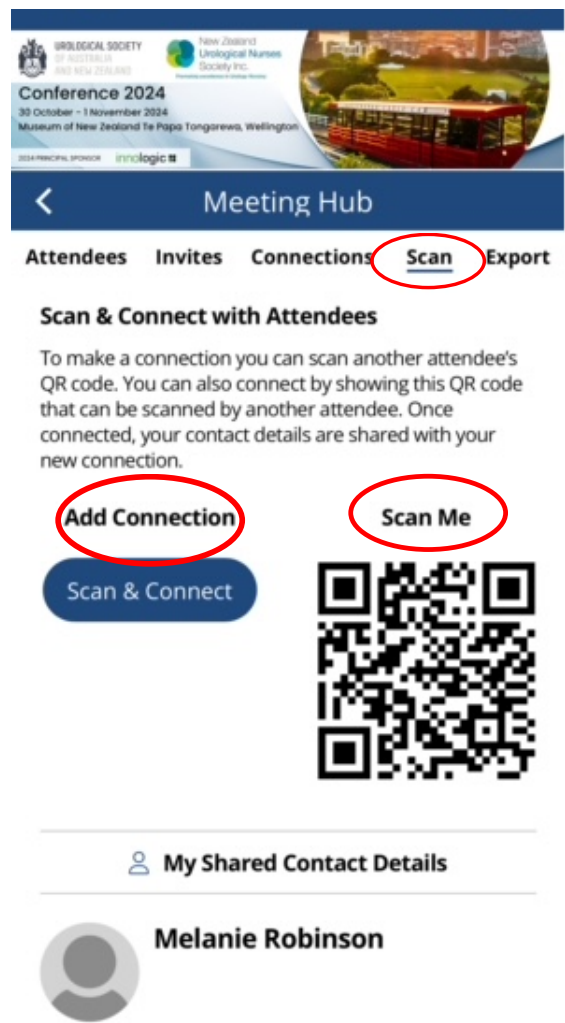 UROLOGICAL SOCIETY
OF AUSTRALIA
AND NEW ZEALAND
New Zealand
Urological Nurses
Society Inc.
Conference 2024
30 October - 1 November 2024
Museum of New Zealand Te Papa Tongarewa, Wellington
2024 PRINCIPAL SPONSOR innologic
Meeting Hub
Attendees Invites Connections Scan Export
Scan & Connect with Attendees
To make a connection you can scan another attendee's
QR code. You can also connect by showing this QR code
that can be scanned by another attendee. Once
connected, your contact details are shared with your
new connection.
Add Connection Scan Me
Scan & Connect
My Shared Contact Details
Melanie Robinson